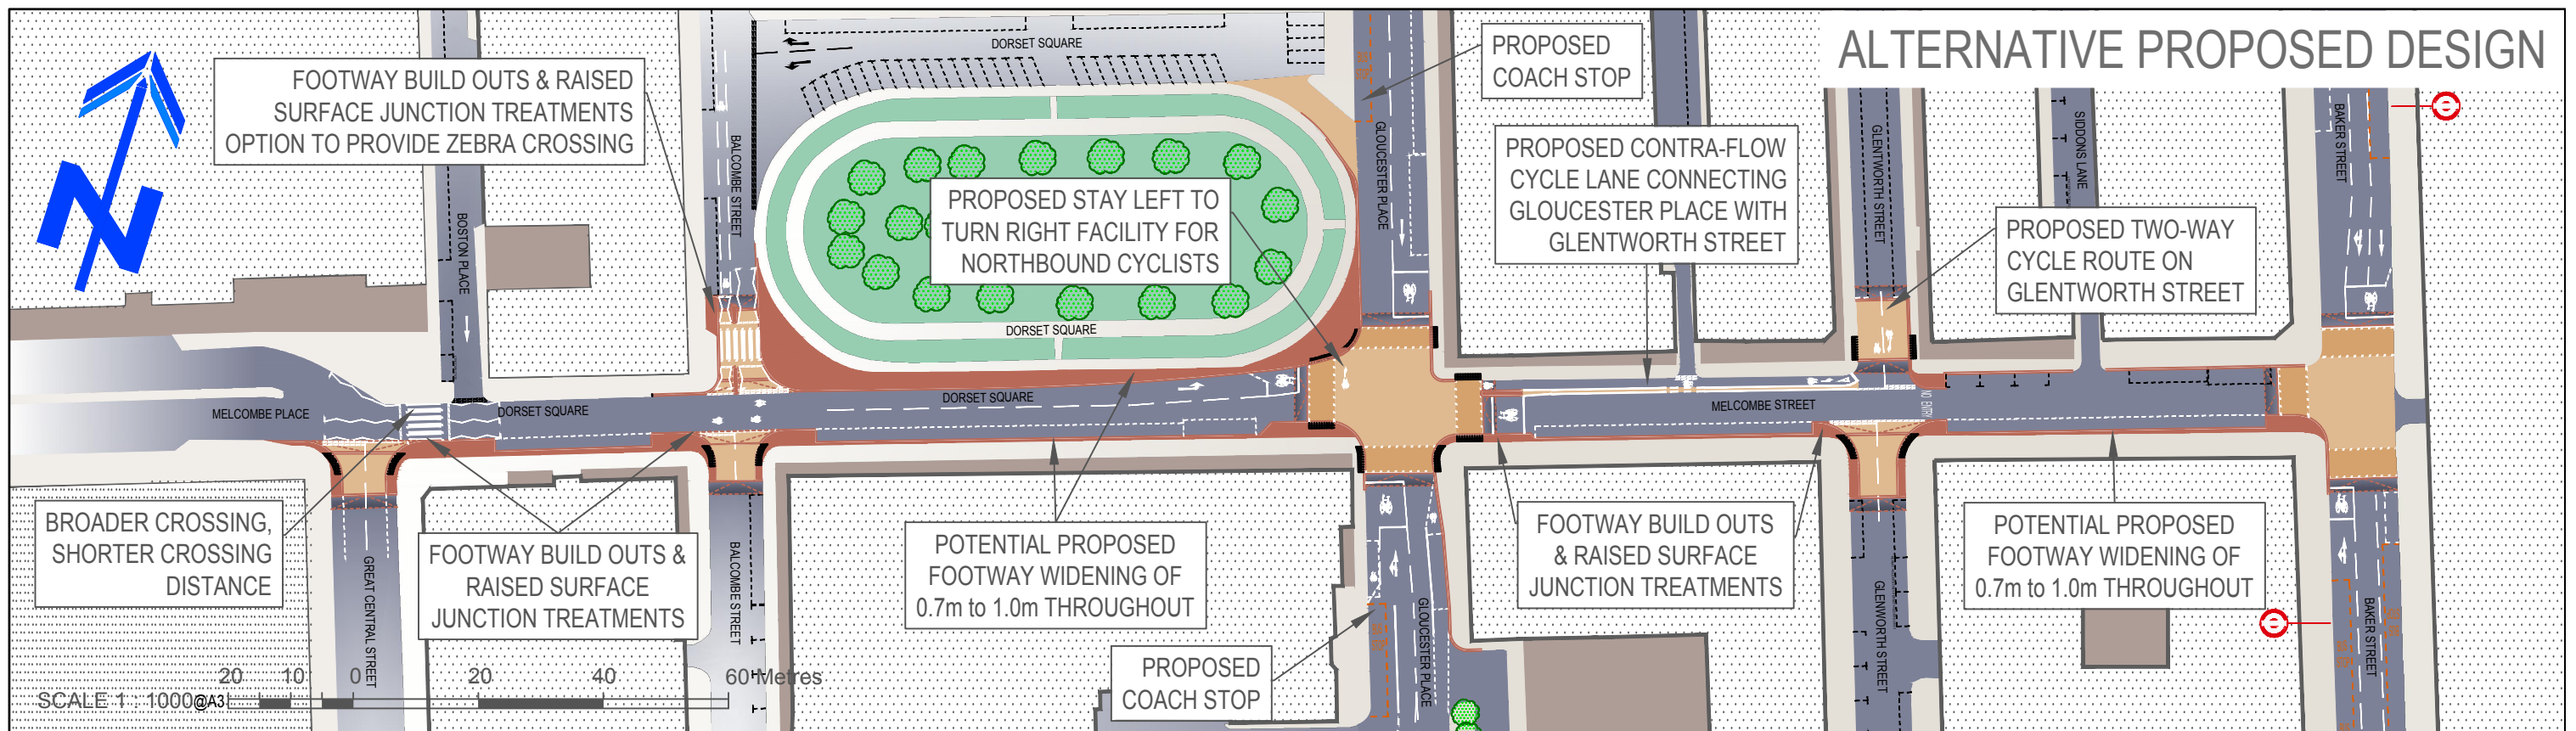 ALTERNATIVE PROPOSED DESIGN
DORSET SQUARE
PROPOSED
COACH STOP
FOOTWAY BUILD OUTS & RAISED
SURFACE JUNCTION TREATMENTS
OPTION TO PROVIDE ZEBRA CROSSING
BALCOMBE STREET
GLOUCESTER PLACE
PROPOSED CONTRA-FLOW
CYCLE LANE CONNECTING
GLOUCESTER PLACE WITH
GLENTWORTH STREET
GLENTWORTH STREET
SIDDONS LANE
BAKER STREET
BOSTON PLACE
PROPOSED STAY LEFT TO
TURN RIGHT FACILITY FOR
NORTHBOUND CYCLISTS
PROPOSED TWO-WAY
CYCLE ROUTE ON
GLENTWORTH STREET
DORSET SQUARE
MELCOMBE PLACE
DORSET SQUARE
DORSET SQUARE
MELCOMBE STREET
NO ENTRY
BROADER CROSSING,
SHORTER CROSSING
DISTANCE
GREAT CENTRAL STREET
FOOTWAY BUILD OUTS &
RAISED SURFACE
JUNCTION TREATMENTS
BALCOMBE STREET
POTENTIAL PROPOSED
FOOTWAY WIDENING OF
0.7m to 1.0m THROUGHOUT
PROPOSED
COACH STOP
GLOUCESTER PLACE
FOOTWAY BUILD OUTS
& RAISED SURFACE
JUNCTION TREATMENTS
GLENWORTH STREET
POTENTIAL PROPOSED
FOOTWAY WIDENING OF
0.7m to 1.0m THROUGHOUT
BAKER STREET
20 10 0 20 40 60 Metres
SCALE 1 : 1000@A3